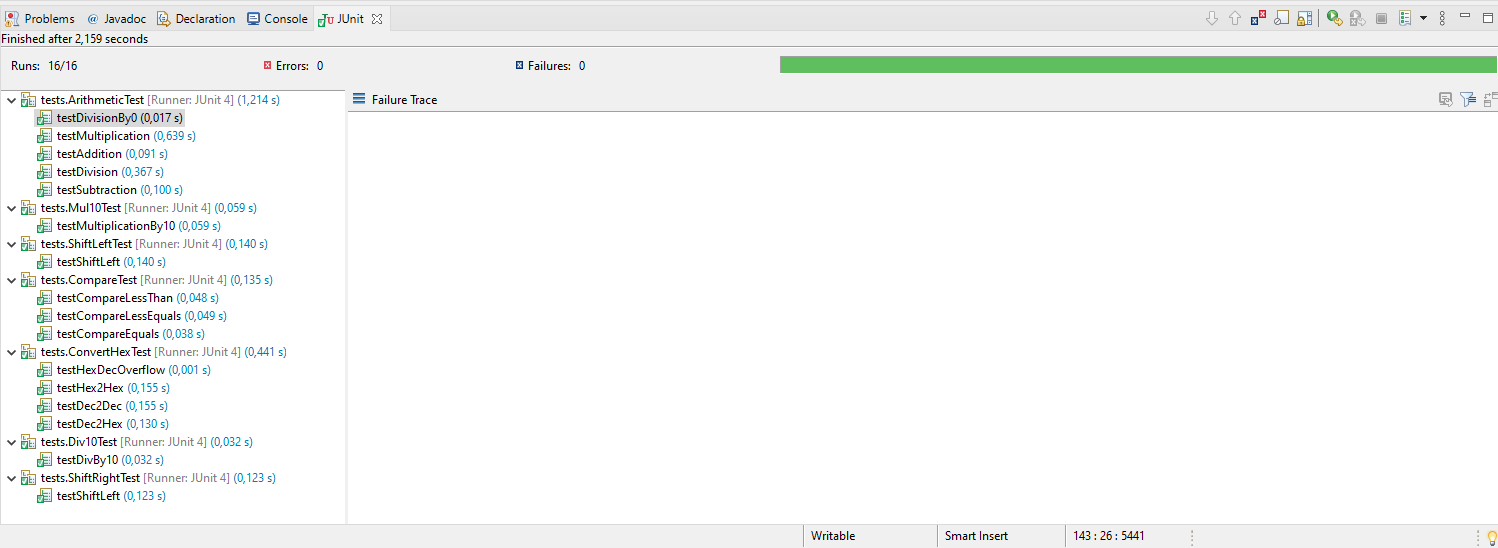 Problems @ Javadoc Declaration Console JUnit
Finished after 2,159 seconds
Runs: 16/16 Errors: 0 Failures: 0
tests.ArithmeticTest [Runner: JUnit 4] (1,214 s) Failure Trace
testDivisionBy0 (0,017 s)
testMultiplication (0,639 s)
testAddition (0,091 s)
testDivision (0,367 s)
testSubtraction (0,100 s)
tests.Mul10Test [Runner: JUnit 4] (0,059 s)
testMultiplicationBy10 (0,059 s)
tests.ShiftLeftTest [Runner: JUnit 4] (0,140 s)
testShiftLeft (0,140 s)
tests.CompareTest [Runner: JUnit 4] (0,135 s)
testCompareLessThan (0,048 s)
testCompareLessEquals (0,049 s)
testCompareEquals (0,038 s)
tests.ConvertHexTest [Runner: JUnit 4] (0,441 s)
testHexDecOverflow (0,001 s)
testHex2Hex (0,155 s)
testDec2Dec (0,155 s)
testDec2Hex (0,130 s)
tests.Div10Test [Runner: JUnit 4] (0,032 s)
testDivBy10 (0,032 s)
tests.ShiftRightTest [Runner: JUnit 4] (0,123 s)
testShiftLeft (0,123 s)
Writable Smart Insert 143 : 26 : 5441